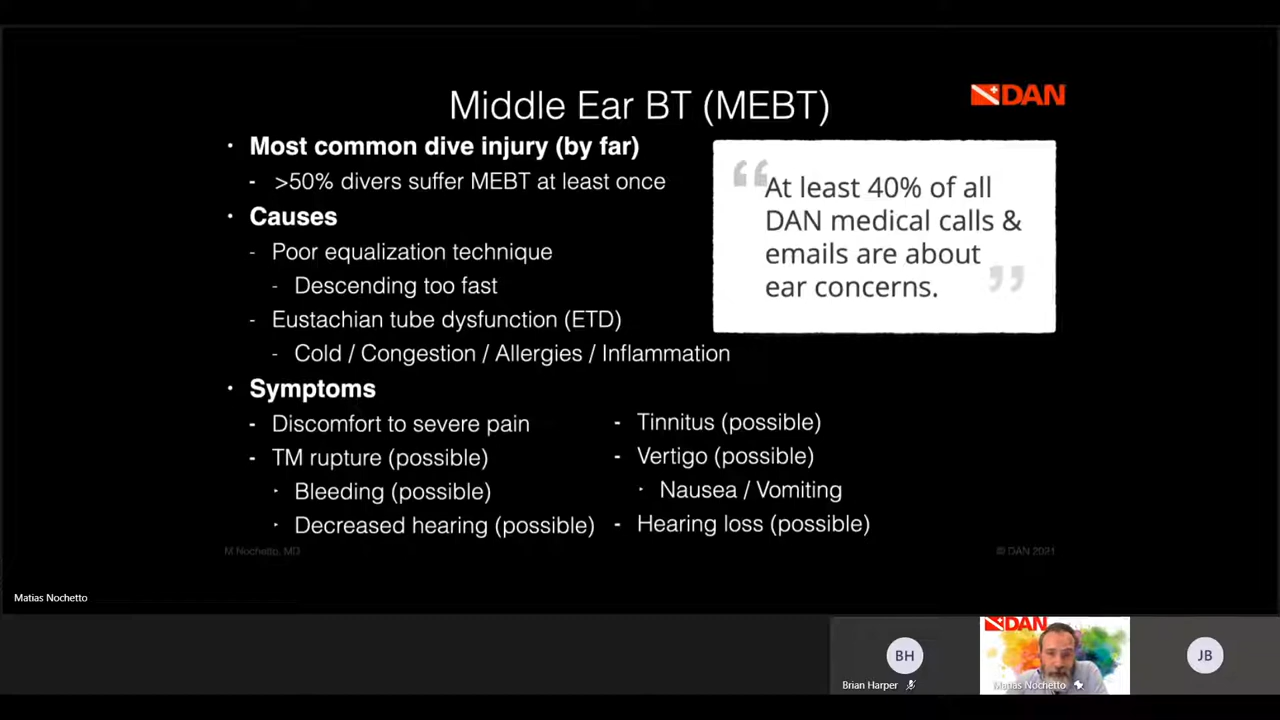 Middle Ear BT (MEBT)
DAN
· Most common dive injury (by far)
- >50% divers suffer MEBT at least once
· Causes
- Poor equalization technique
- Descending too fast
- Eustachian tube dysfunction (ETD)
- Cold / Congestion / Allergies / Inflammation
“ At least 40% of all
DAN medical calls &
emails are about
ear concerns. ”
· Symptoms
- Discomfort to severe pain
- TM rupture (possible)
‣ Bleeding (possible)
‣ Decreased hearing (possible)
- Tinnitus (possible)
- Vertigo (possible)
‣ Nausea / Vomiting
- Hearing loss (possible)
M Nochetto, MD
© DAN 2021
Matias Nochetto
BH
Brian Harper
DAN
Matias Nochetto
JB